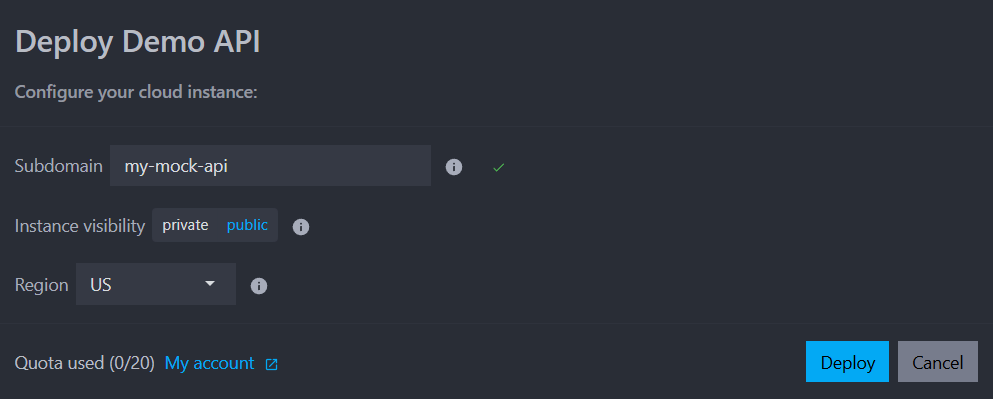 Deploy Demo API
Configure your cloud instance:
Subdomain my-mock-api
Instance visibility private public
Region US
Quota used (0/20) My account Deploy Cancel